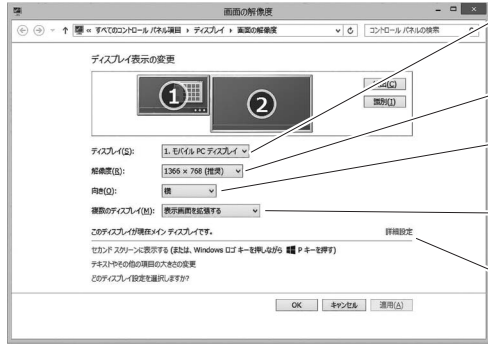 画面の解像度
« すべてのコントロール パネル項目 › ディスプレイ › 画面の解像度
コントロール パネルの検索
ディスプレイ表示の変更
1
2
識別(I)
ディスプレイ(S):
1. モバイル PC ディスプレイ
解像度(R):
1366 × 768 (推奨)
向き(O):
横
複数のディスプレイ(M):
表示画面を拡張する
このディスプレイが現在メイン ディスプレイです。
詳細設定
セカンド スクリーンに表示する (または、Windows ロゴ キーを押しながら P キーを押す)
テキストやその他の項目の大きさの変更
どのディスプレイ設定を選択しますか?
OK
キャンセル
適用(A)